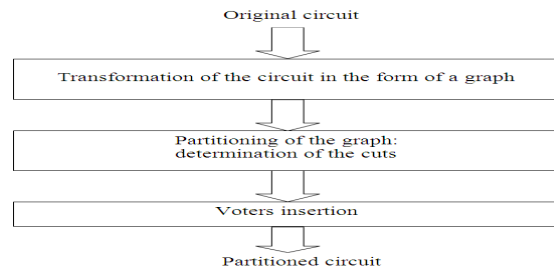 Original circuit
Transformation of the circuit in the form of a graph
Partitioning of the graph:
determination of the cuts
Voters insertion
Partitioned circuit